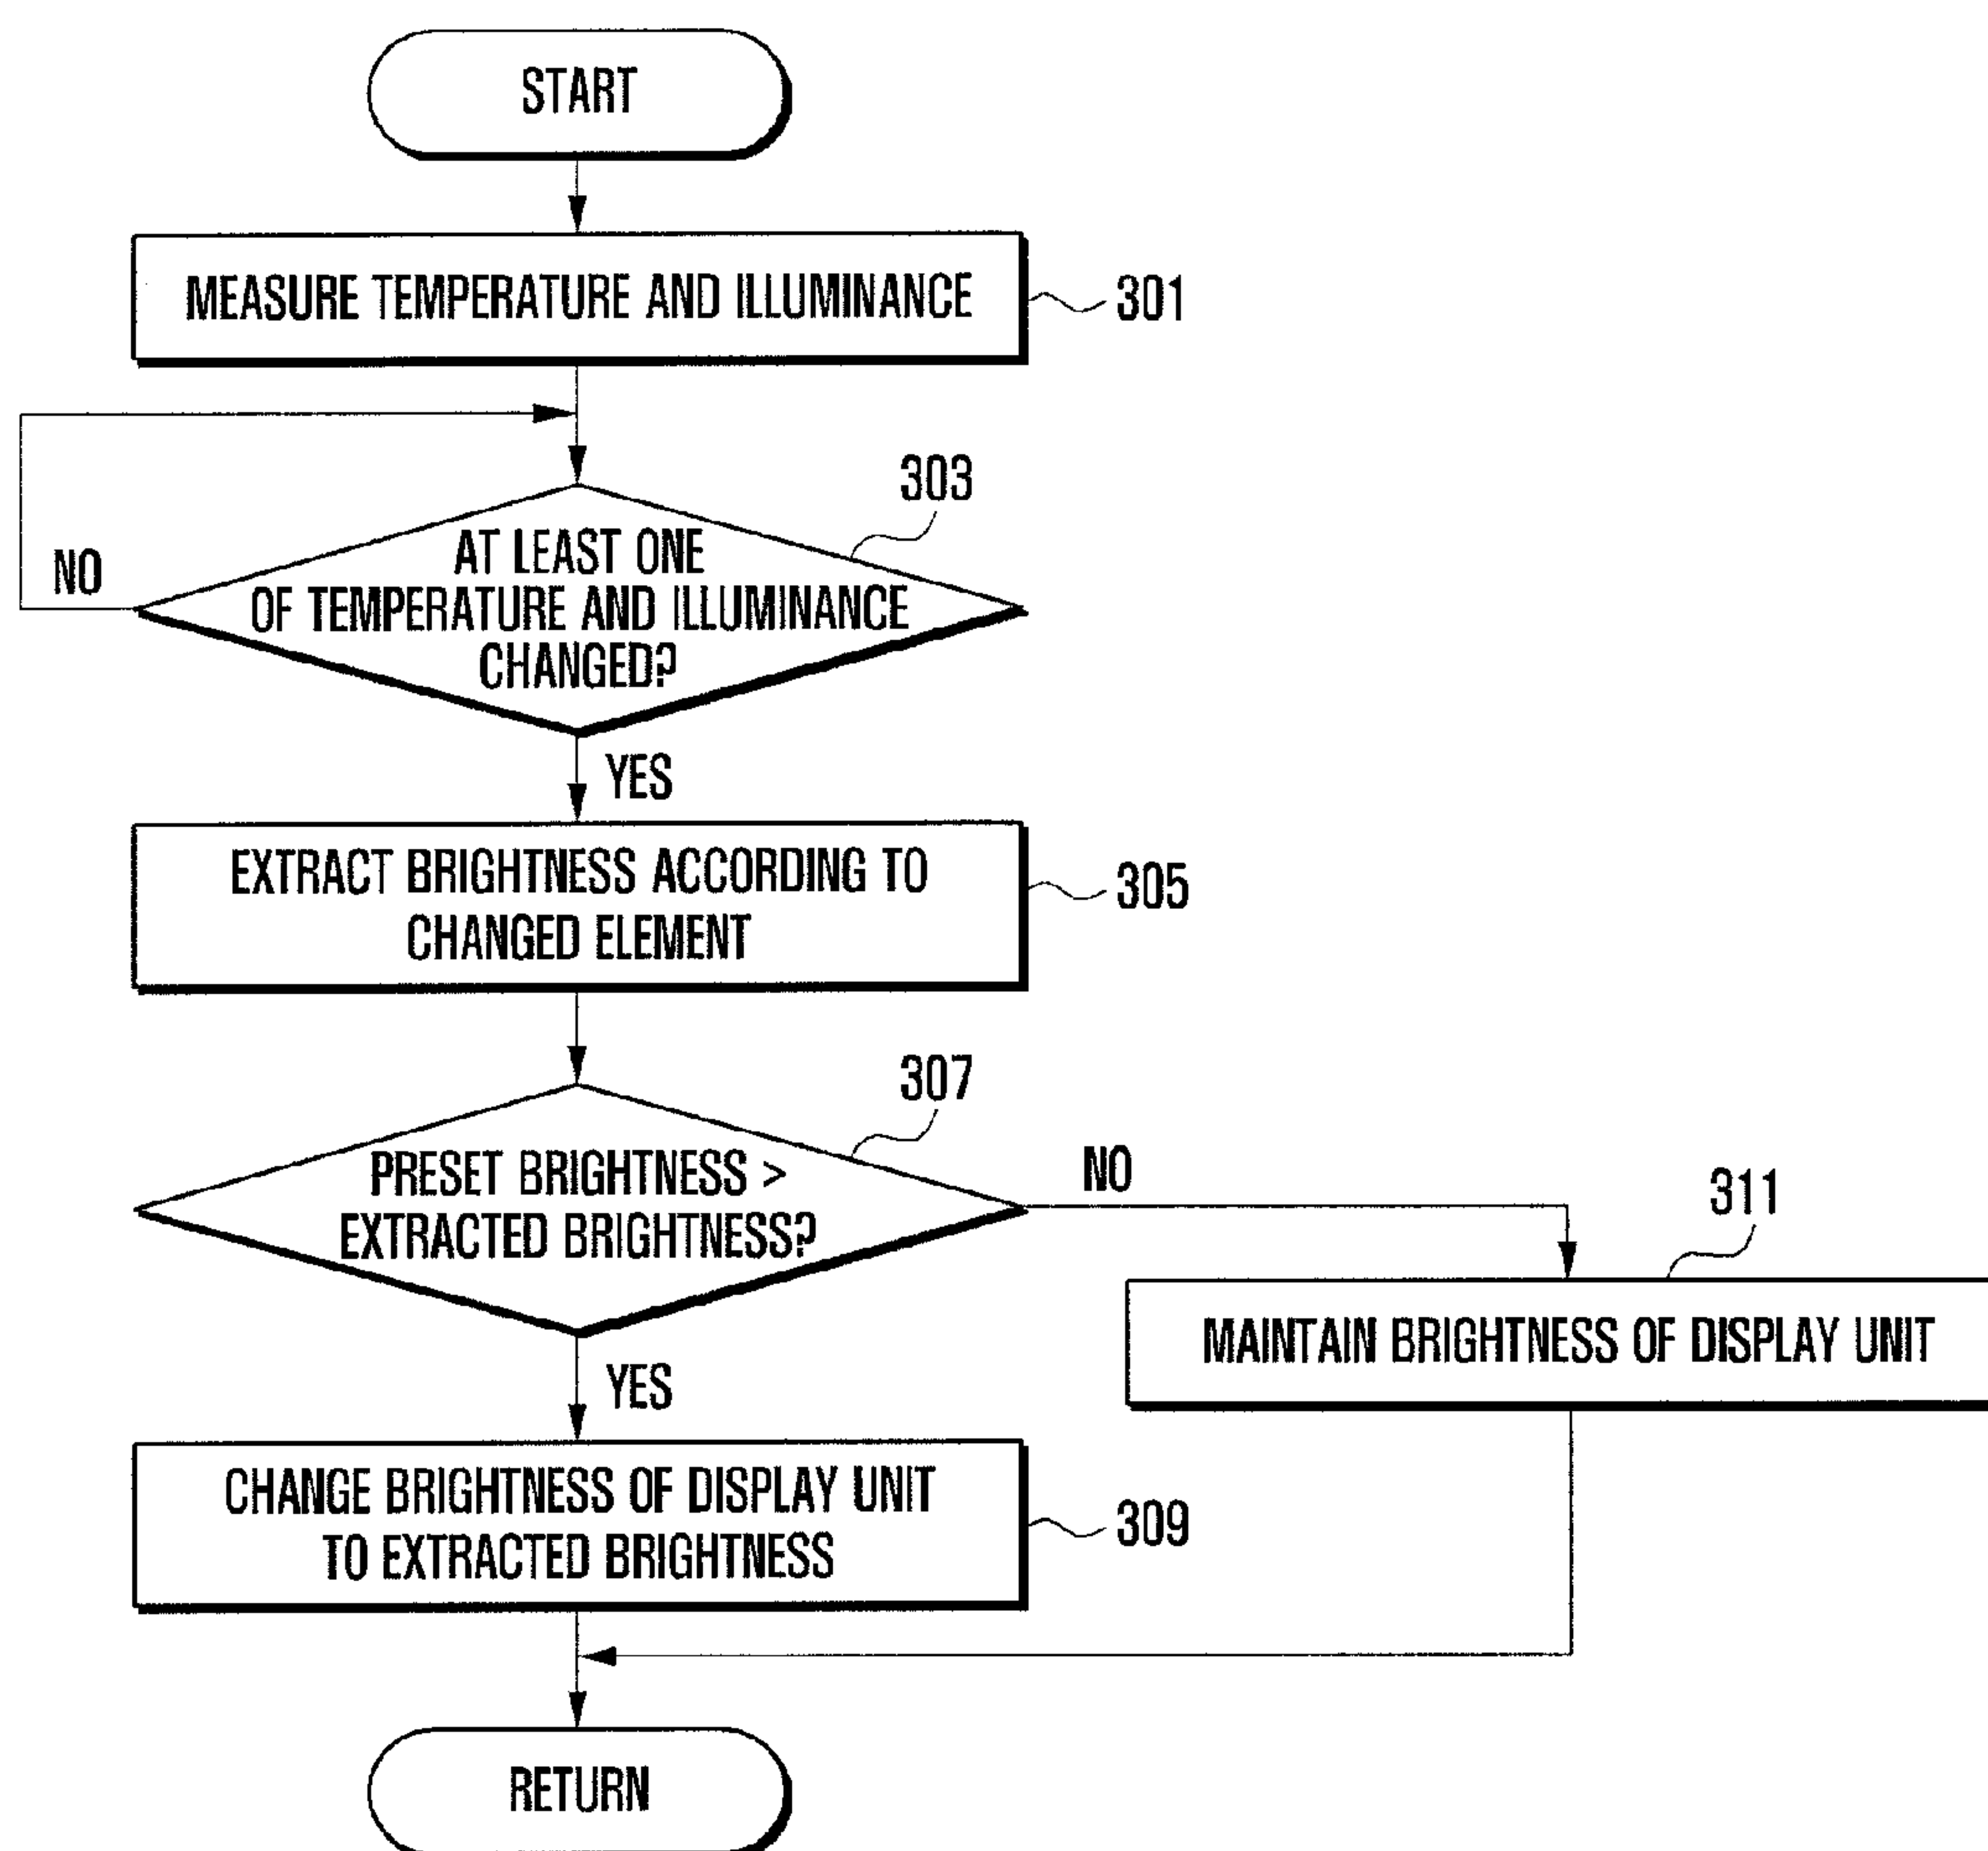 START
MEASURE TEMPERATURE AND ILLUMINANCE
301
303
AT LEAST ONE
OF TEMPERATURE AND ILLUMINANCE
CHANGED?
NO
YES
EXTRACT BRIGHTNESS ACCORDING TO
CHANGED ELEMENT
305
307
PRESET BRIGHTNESS >
EXTRACTED BRIGHTNESS?
NO
311
MAINTAIN BRIGHTNESS OF DISPLAY UNIT
YES
CHANGE BRIGHTNESS OF DISPLAY UNIT
TO EXTRACTED BRIGHTNESS
309
RETURN